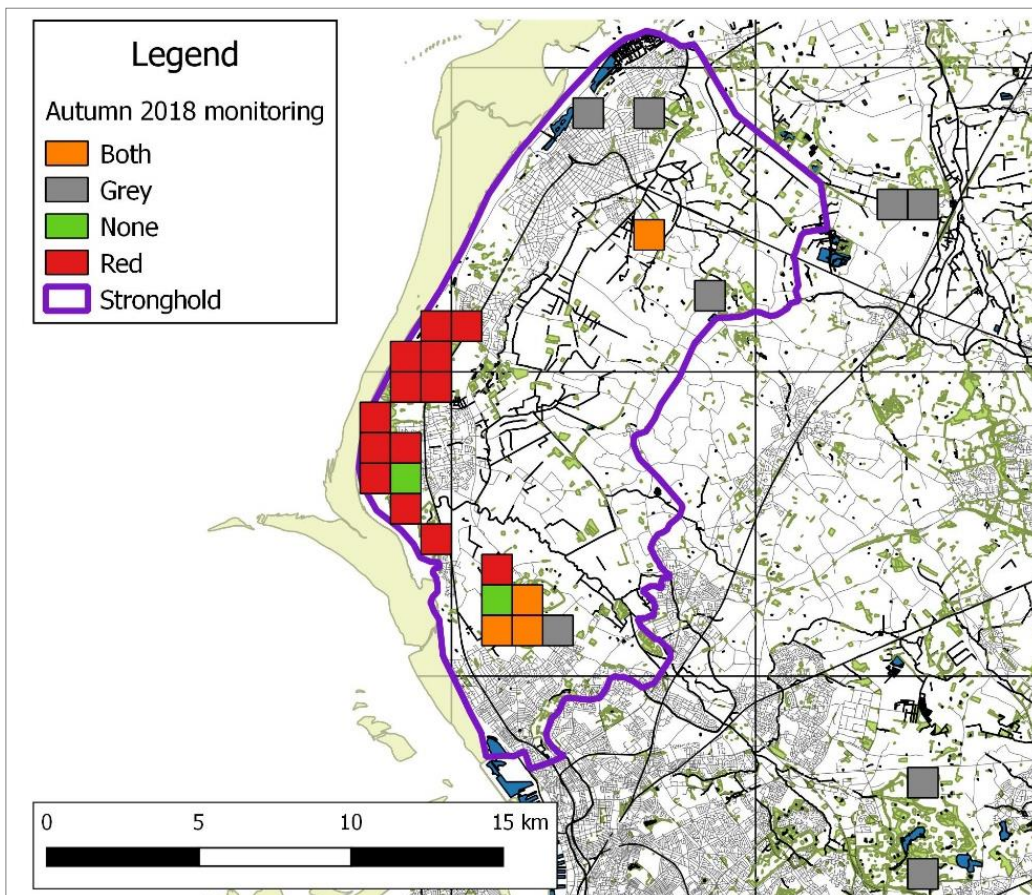 Legend
Autumn 2018 monitoring
Both
Grey
None
Red
Stronghold
0 5 10 15 km